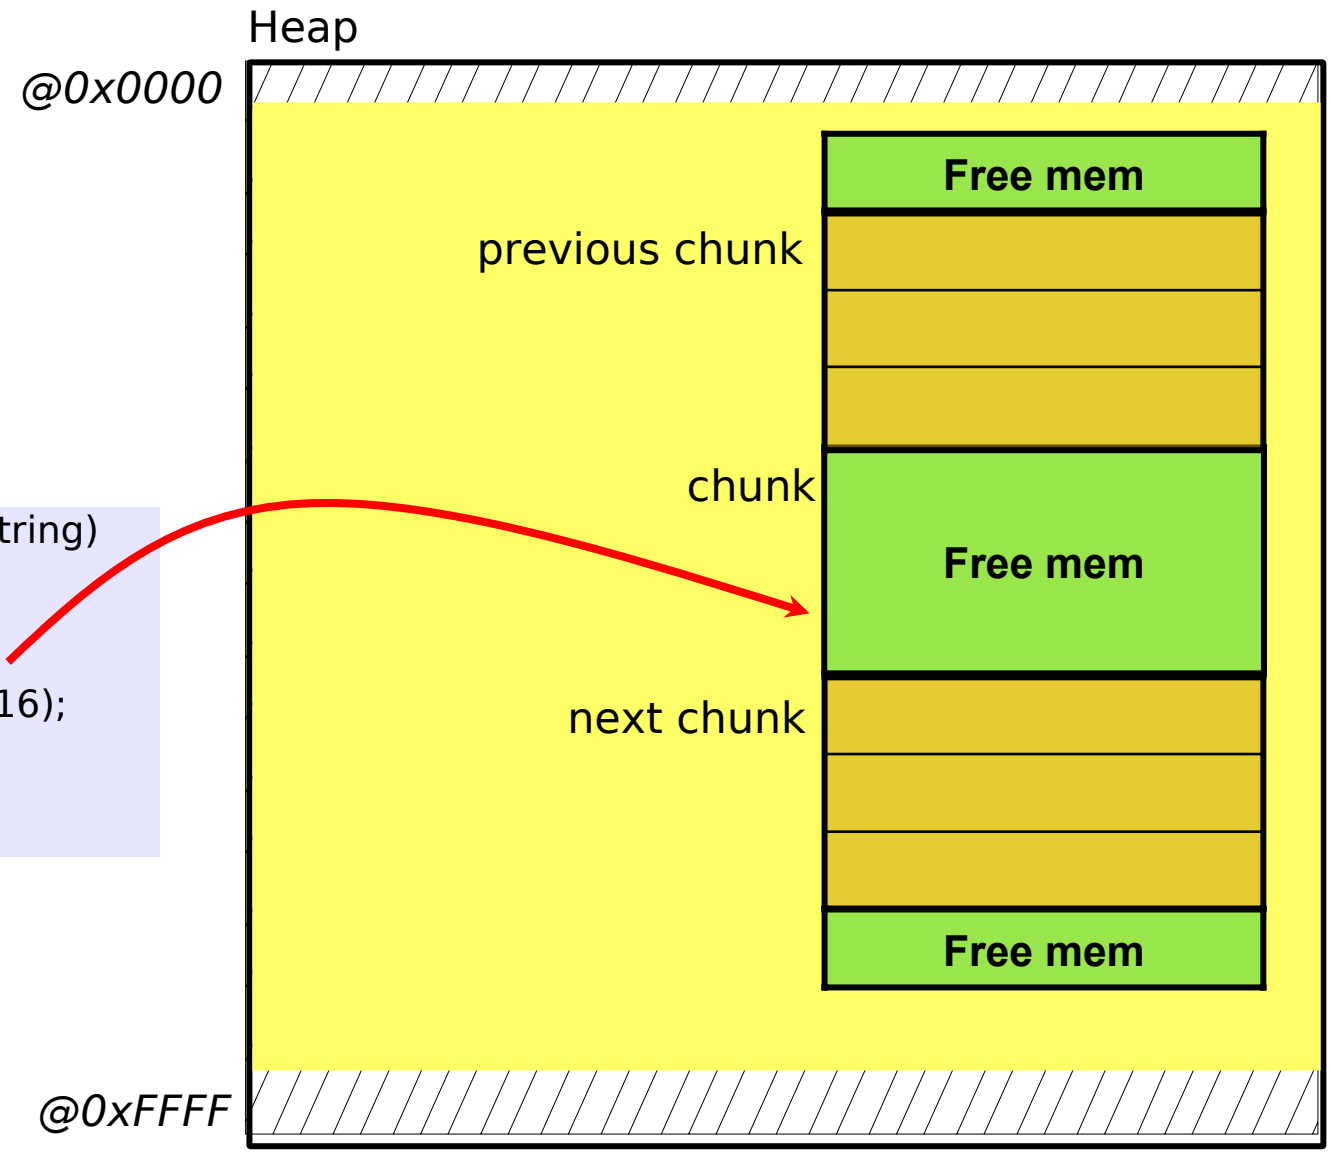 Heap
@0x0000
Free mem
previous chunk
chunk
tring)
Free mem
16);
next chunk
Free mem
@0xFFFF